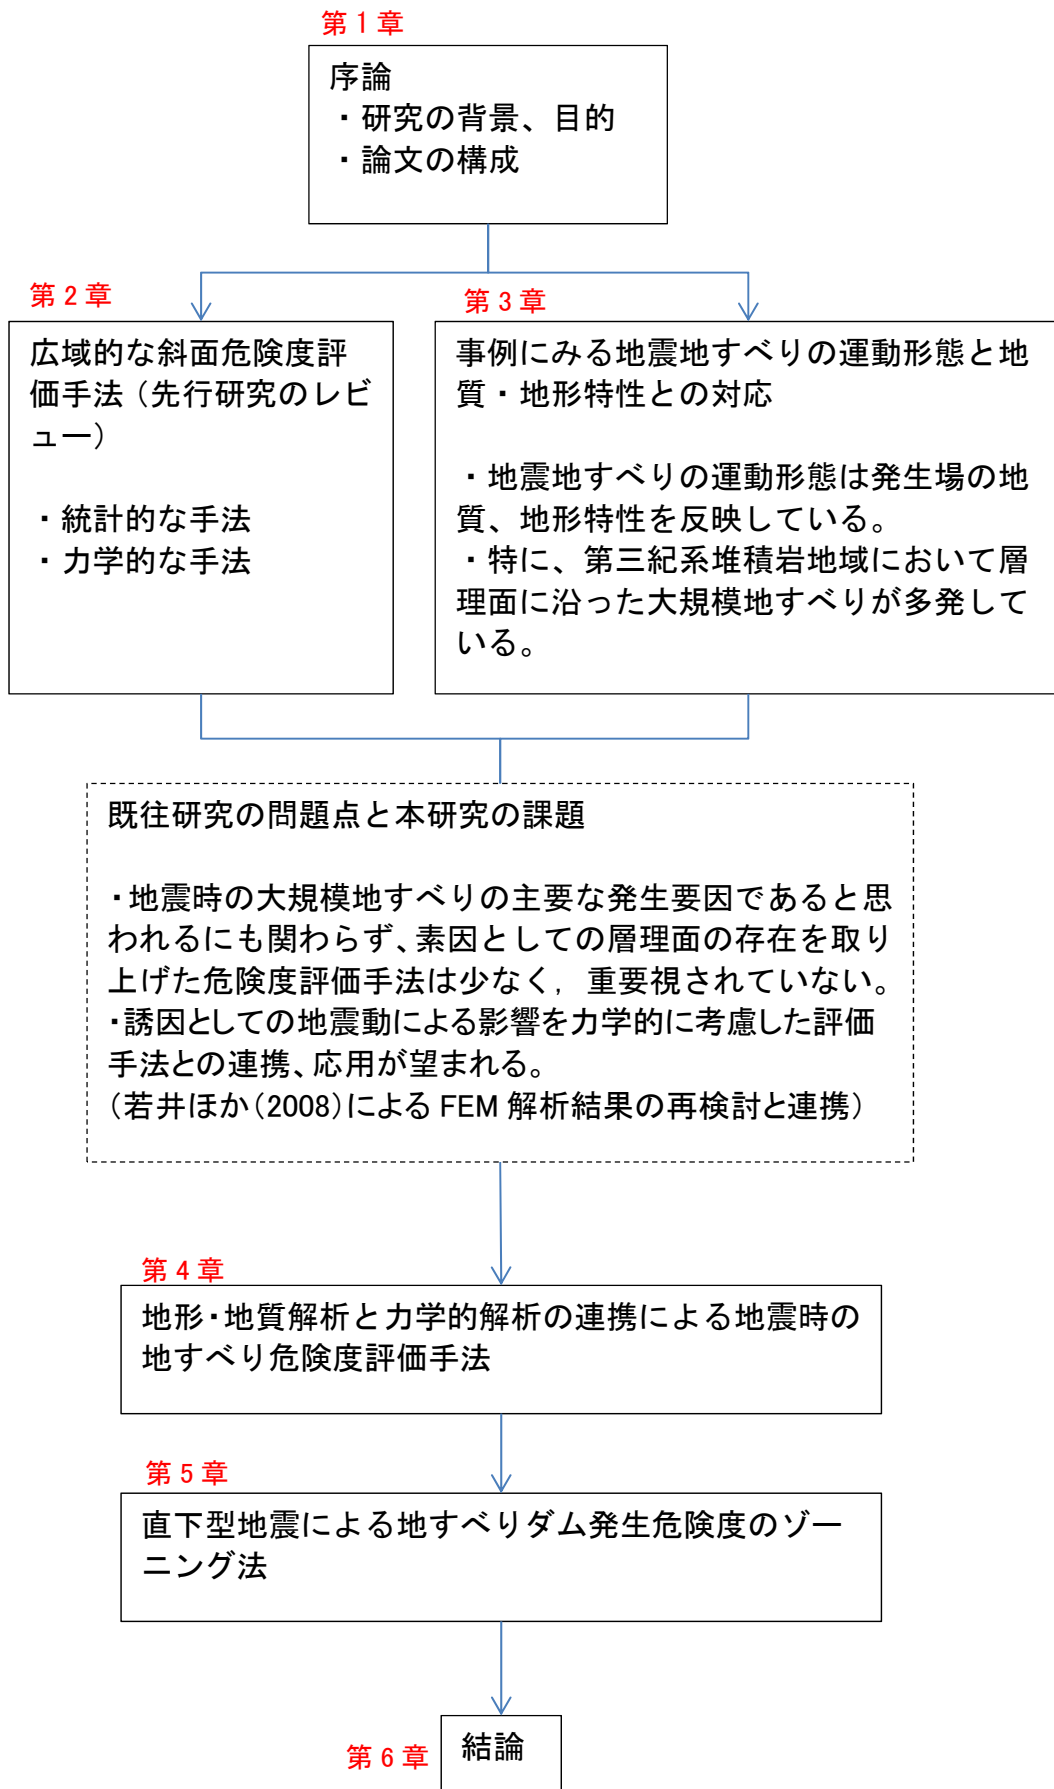 第1章
序論
・研究の背景、目的
・論文の構成
第2章
広域的な斜面危険度評
価手法（先行研究のレビ
ュー）
・統計的な手法
・力学的な手法
第3章
事例にみる地震地すべりの運動形態と地
質・地形特性との対応
・地震地すべりの運動形態は発生場の地
質、地形特性を反映している。
・特に、第三紀系堆積岩地域において層
理面に沿った大規模地すべりが多発して
いる。
既往研究の問題点と本研究の課題
・地震時の大規模地すべりの主要な発生要因であると思
われるにも関わらず、素因としての層理面の存在を取り
上げた危険度評価手法は少なく，重要視されていない。
・誘因としての地震動による影響を力学的に考慮した評価
手法との連携、応用が望まれる。
（若井ほか（2008）による FEM 解析結果の再検討と連携）
第4章
地形・地質解析と力学的解析の連携による地震時の
地すべり危険度評価手法
第5章
直下型地震による地すべりダム発生危険度のゾー
ニング法
第6章
結論